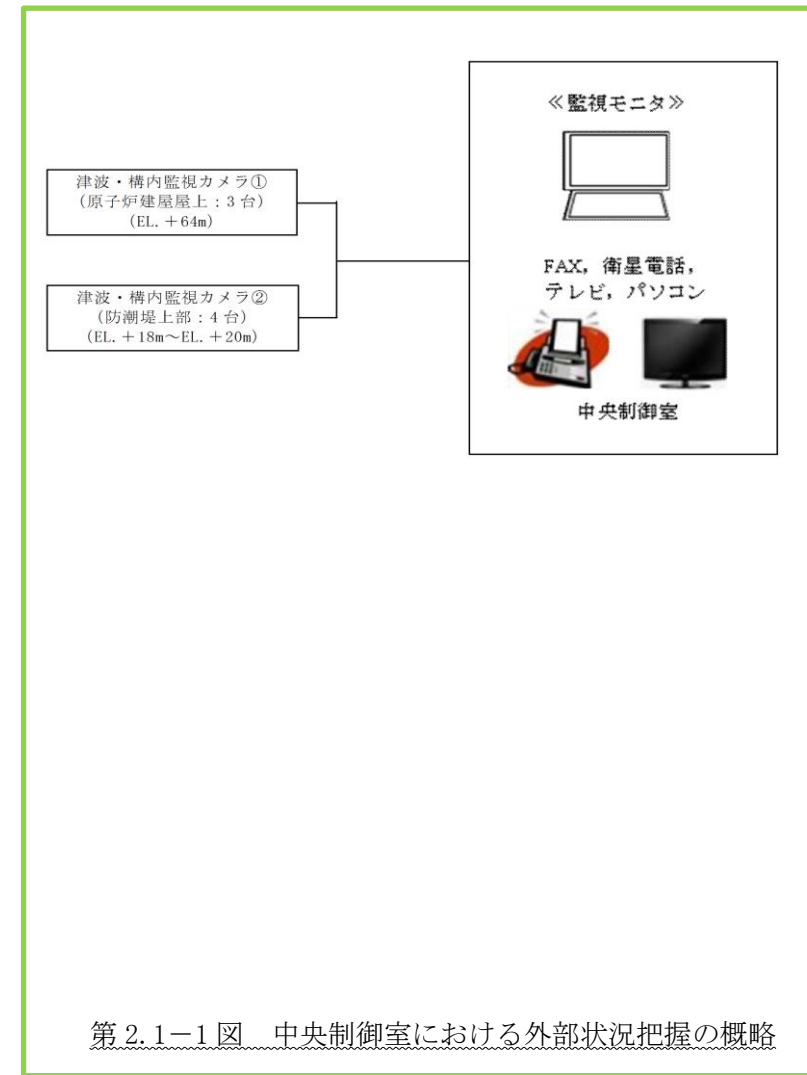 ≪監視モニタ≫
津波・構内監視カメラ①
(原子炉建屋屋上:3台)
(EL.+64m)
津波・構内監視カメラ②
(防潮堤上部:4台)
(EL.+18m~EL.+20m)
FAX,衛星電話,
テレビ,パソコン
中央制御室
第2.1-1図 中央制御室における外部状況把握の概略